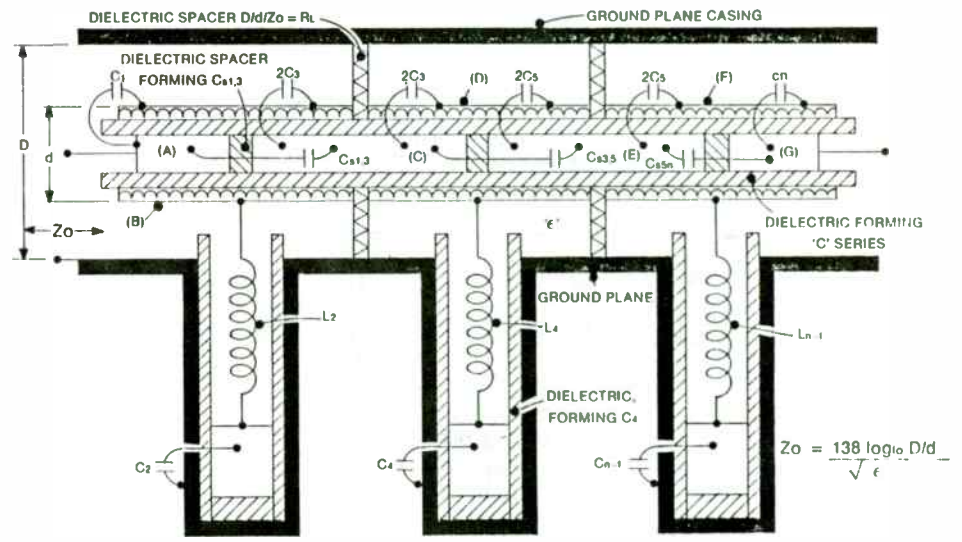 DIELECTRIC SPACER D/d/Zo = RL
GROUND PLANE CASING
DIELECTRIC SPACER
FORMING Cs1,3
C1
2C3
2C3
(D)
2C5
2C5
(F)
cn
D
d
(A)
Cs1,3
(C)
Cs3,5
(E)
Cs5n
(G)
(B)
Zo
'ε'
DIELECTRIC FORMING
'C' SERIES
GROUND PLANE
L2
L4
Ln-1
DIELECTRIC,
FORMING C4
C2
C4
Cn-1
Zo = 138 log10 D/d
√ ε